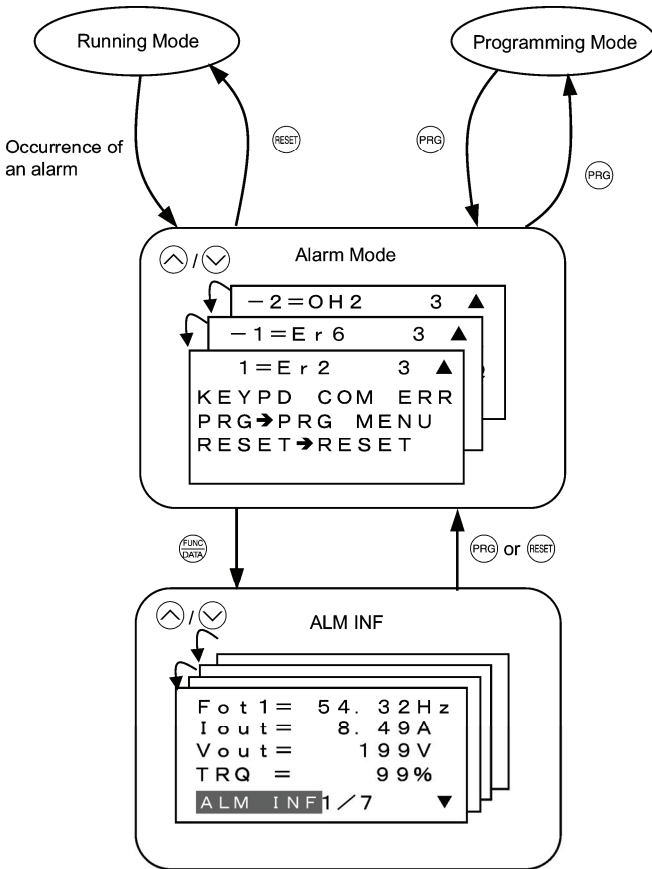 Running Mode
Programming Mode
Occurrence of
an alarm
RESET
PRG
PRG
/
Alarm Mode
−2=OH2 3 ▲
−1=Er6 3 ▲
1=Er2 3 ▲
KEYPD COM ERR
PRG➔PRG MENU
RESET➔RESET
FUNC
DATA
PRG or RESET
/
ALM INF
Fot1= 54.32Hz
Iout= 8.49A
Vout= 199V
TRQ = 99%
ALM INF 1/7 ▼